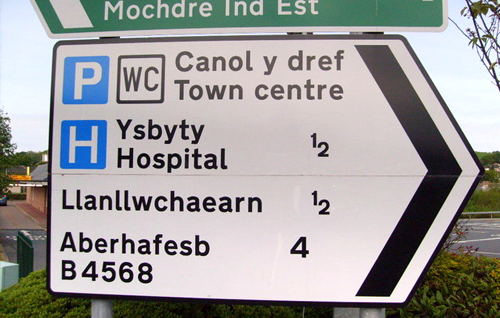 Mochdre Ind Est
P WC Canol y dref
Town centre
H Ysbyty
Hospital ½
Llanllwchaearn ½
Aberhafesb 4
B4568